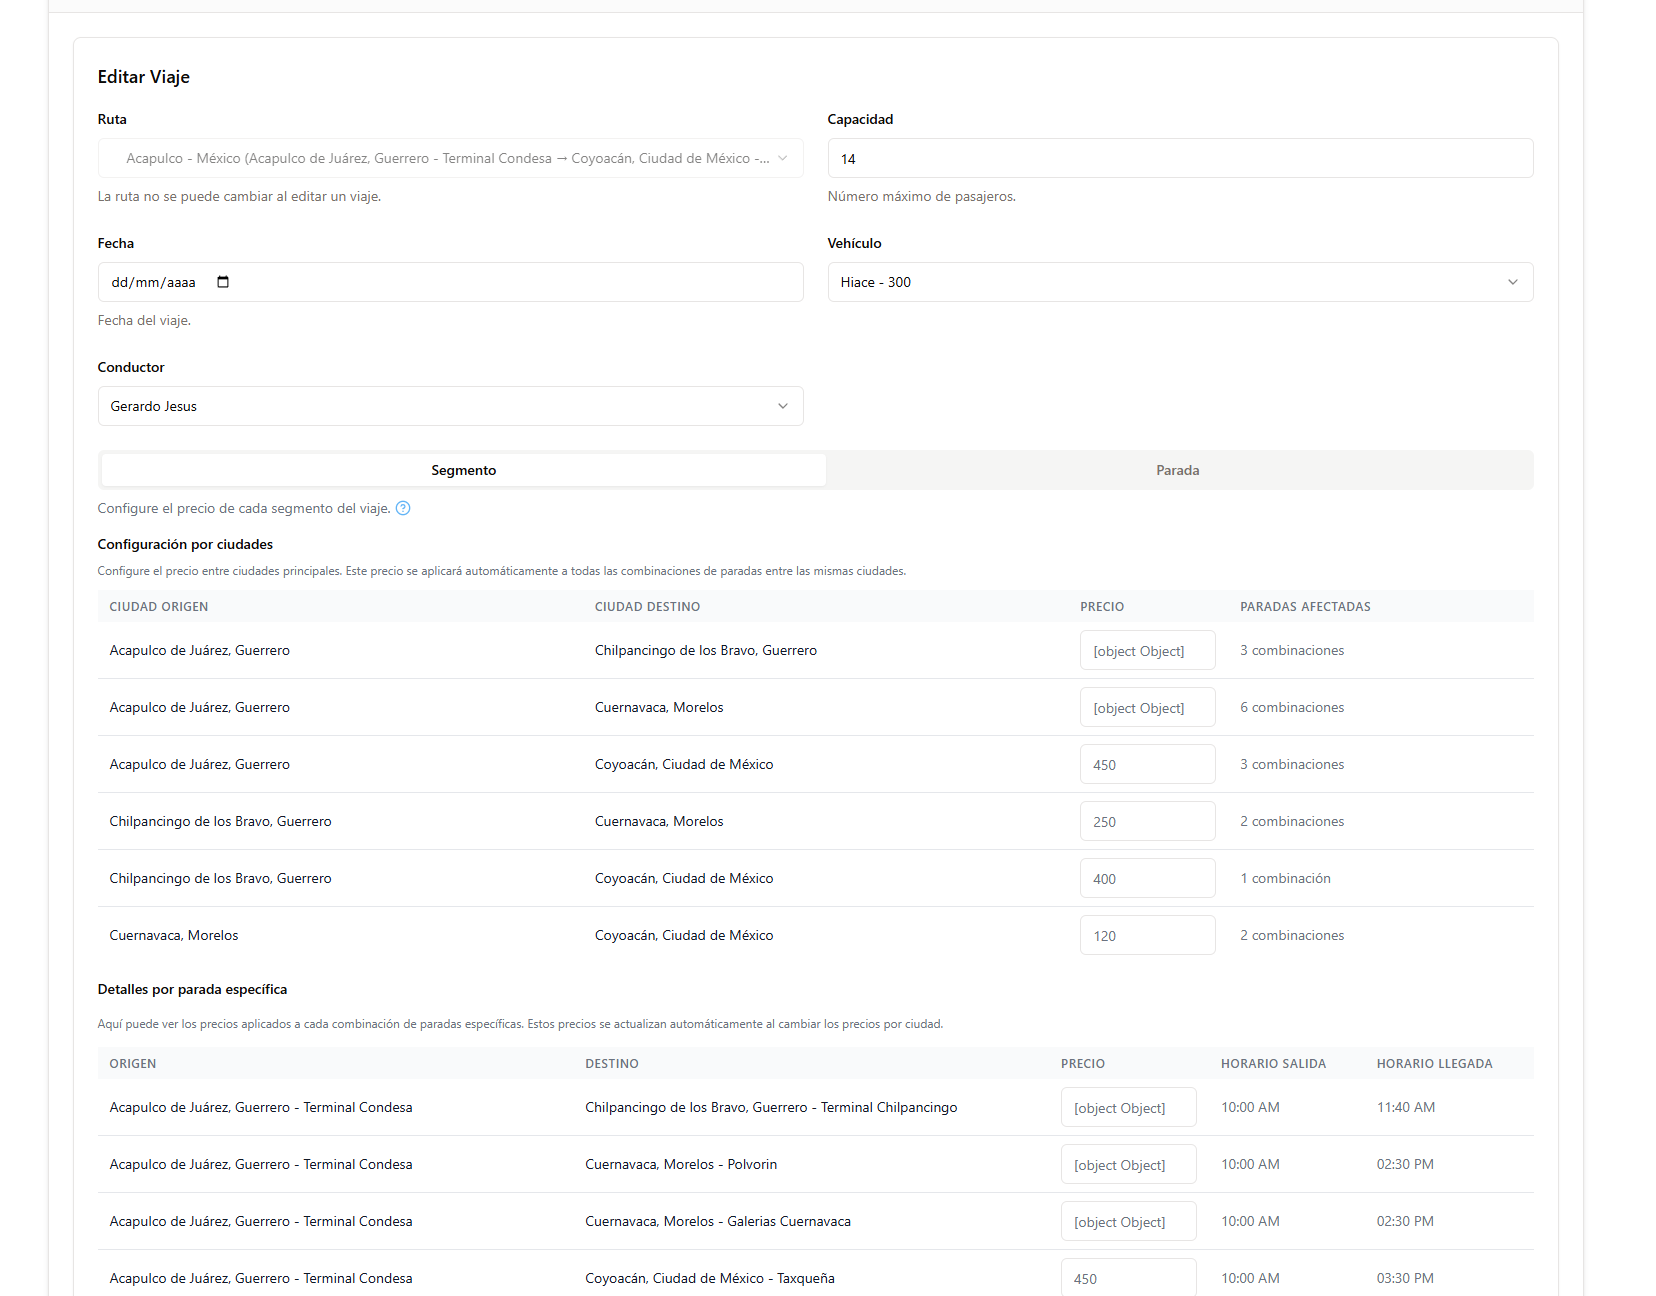 Editar Viaje
Ruta
Capacidad
Acapulco - México (Acapulco de Juárez, Guerrero - Terminal Condesa → Coyoacán, Ciudad de México -...
14
La ruta no se puede cambiar al editar un viaje.
Número máximo de pasajeros.
Fecha
Vehículo
dd/mm/aaaa
Hiace - 300
Fecha del viaje.
Conductor
Gerardo Jesus
Segmento
Parada
Configure el precio de cada segmento del viaje. ?
Configuración por ciudades
Configure el precio entre ciudades principales. Este precio se aplicará automáticamente a todas las combinaciones de paradas entre las mismas ciudades.
CIUDAD ORIGEN CIUDAD DESTINO PRECIO PARADAS AFECTADAS
Acapulco de Juárez, Guerrero Chilpancingo de los Bravo, Guerrero [object Object] 3 combinaciones
Acapulco de Juárez, Guerrero Cuernavaca, Morelos [object Object] 6 combinaciones
Acapulco de Juárez, Guerrero Coyoacán, Ciudad de México 450 3 combinaciones
Chilpancingo de los Bravo, Guerrero Cuernavaca, Morelos 250 2 combinaciones
Chilpancingo de los Bravo, Guerrero Coyoacán, Ciudad de México 400 1 combinación
Cuernavaca, Morelos Coyoacán, Ciudad de México 120 2 combinaciones
Detalles por parada específica
Aquí puede ver los precios aplicados a cada combinación de paradas específicas. Estos precios se actualizan automáticamente al cambiar los precios por ciudad.
ORIGEN DESTINO PRECIO HORARIO SALIDA HORARIO LLEGADA
Acapulco de Juárez, Guerrero - Terminal Condesa Chilpancingo de los Bravo, Guerrero - Terminal Chilpancingo [object Object] 10:00 AM 11:40 AM
Acapulco de Juárez, Guerrero - Terminal Condesa Cuernavaca, Morelos - Polvorin [object Object] 10:00 AM 02:30 PM
Acapulco de Juárez, Guerrero - Terminal Condesa Cuernavaca, Morelos - Galerias Cuernavaca [object Object] 10:00 AM 02:30 PM
Acapulco de Juárez, Guerrero - Terminal Condesa Coyoacán, Ciudad de México - Taxqueña 450 10:00 AM 03:30 PM